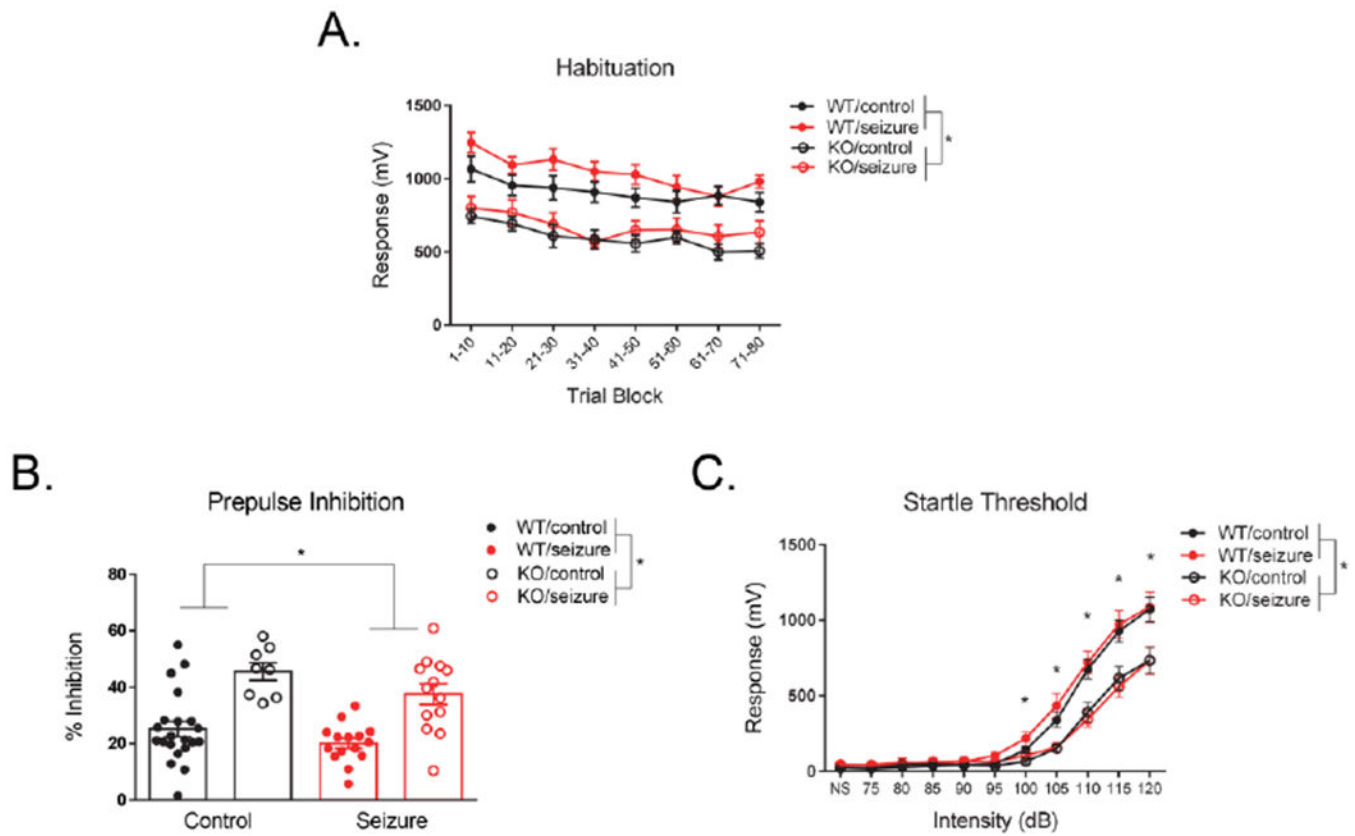 A.
Habituation
WT/control
WT/seizure
KO/control
KO/seizure
*
Response (mV)
1500
1000
500
0
1-10
11-20
21-30
31-40
41-50
51-60
61-70
71-80
Trial Block
B.
Prepulse Inhibition
WT/control
WT/seizure
KO/control
KO/seizure
*
*
% Inhibition
80
60
40
20
0
Control
Seizure
C.
Startle Threshold
WT/control
WT/seizure
KO/control
KO/seizure
*
* * * * *
Response (mV)
1500
1000
500
0
NS 75 80 85 90 95 100 105 110 115 120
Intensity (dB)